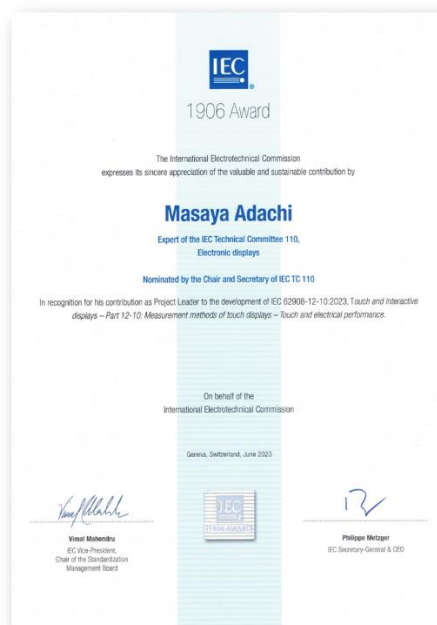 IEC
®
1906 Award
The International Electrotechnical Commission
expresses its sincere appreciation of the valuable and sustainable contribution by
Masaya Adachi
Expert of the IEC Technical Committee 110,
Electronic displays
Nominated by the Chair and Secretary of IEC TC 110
In recognition for his contribution as Project Leader to the development of IEC 62908-12-10:2023, Touch and Interactive
displays – Part 12-10: Measurement methods of touch displays – Touch and electrical performance.
On behalf of the
International Electrotechnical Commission
Geneva, Switzerland, June 2023
IEC
1906 AWARD
Vimal Mahendru
IEC Vice-President,
Chair of the Standardization
Management Board
Philippe Metzger
IEC Secretary-General & CEO